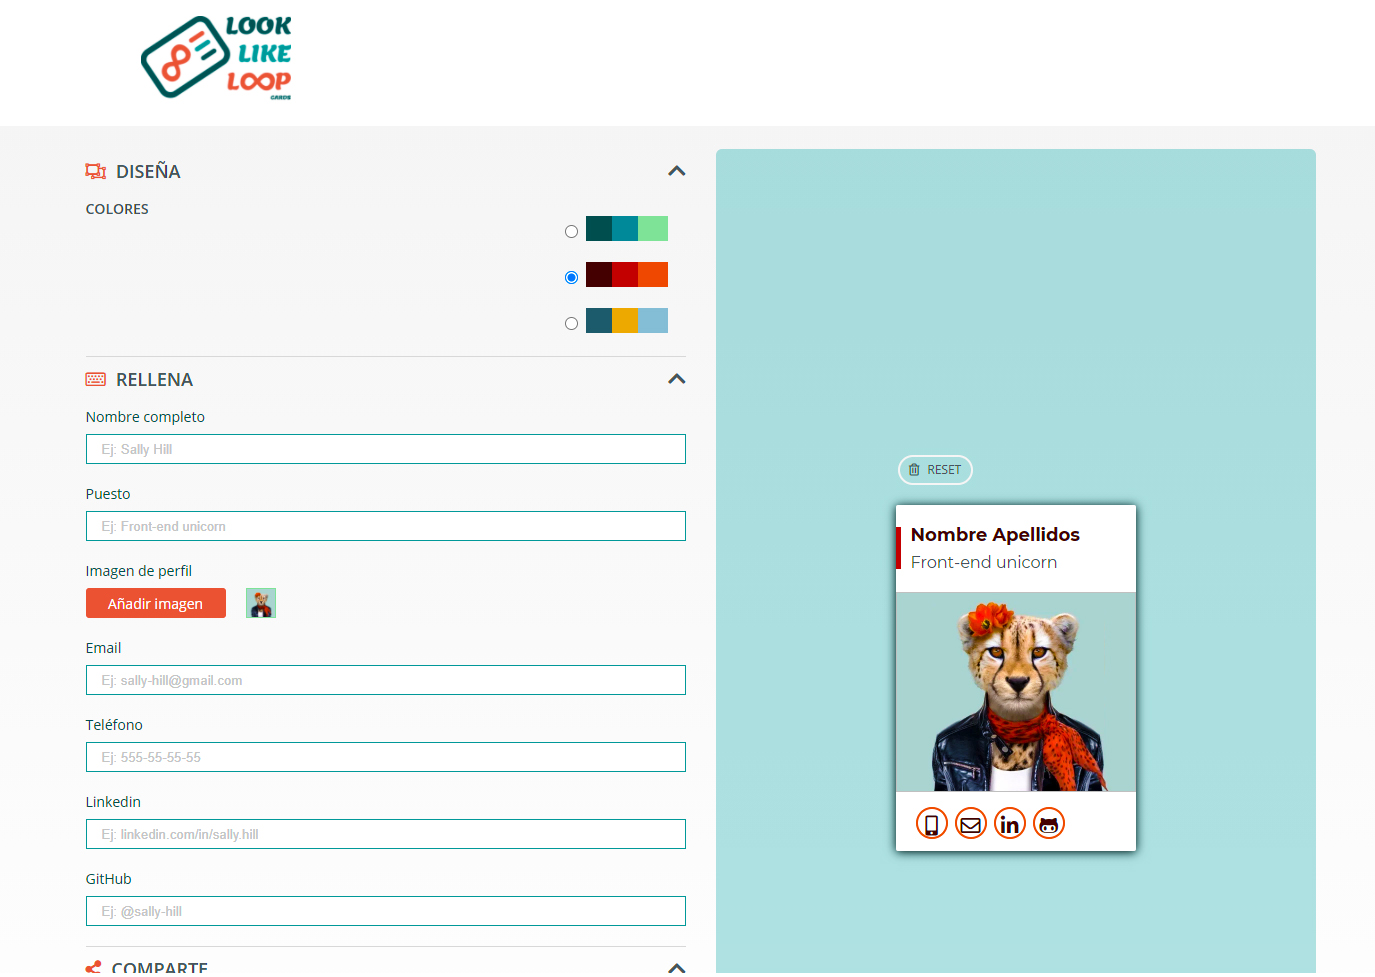 LOOK
LIKE
LOOP
CARDS
DISEÑA
COLORES
RELLENA
Nombre completo
Ej: Sally Hill
Puesto
Ej: Front-end unicorn
Imagen de perfil
Añadir imagen
Email
Ej: sally-hill@gmail.com
Teléfono
Ej: 555-55-55-55
Linkedin
Ej: linkedin.com/in/sally.hill
GitHub
Ej: @sally-hill
COMPARTE
RESET
Nombre Apellidos
Front-end unicorn
in